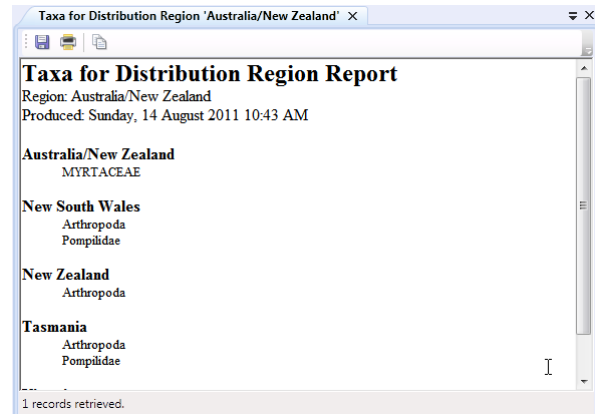 Taxa for Distribution Region 'Australia/New Zealand'
Taxa for Distribution Region Report
Region: Australia/New Zealand
Produced: Sunday, 14 August 2011 10:43 AM
Australia/New Zealand
MYRTACEAE
New South Wales
Arthropoda
Pompilidae
New Zealand
Arthropoda
Tasmania
Arthropoda
Pompilidae
1 records retrieved.